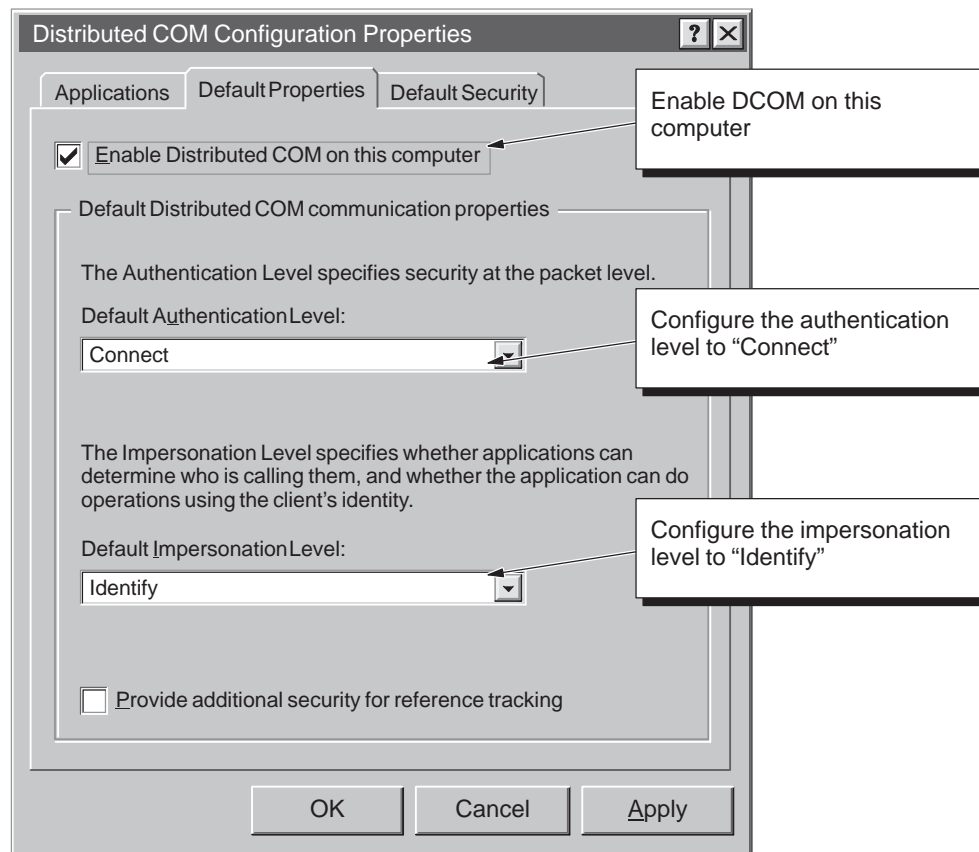 Distributed COM Configuration Properties
Applications
Default Properties
Default Security
Enable DCOM on this
computer
Enable Distributed COM on this computer
Default Distributed COM communication properties
The Authentication Level specifies security at the packet level.
Default Authentication Level:
Configure the authentication
level to “Connect”
Connect
The Impersonation Level specifies whether applications can
determine who is calling them, and whether the application can do
operations using the client’s identity.
Configure the impersonation
level to “Identify”
Default Impersonation Level:
Identify
Provide additional security for reference tracking
OK
Cancel
Apply